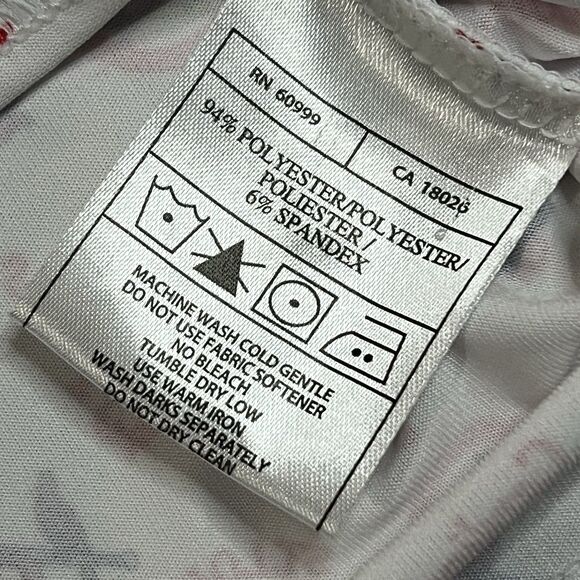 RN 60999
CA 18026
94% POLYESTER/POLYESTER/
POLIESTER /
6% SPANDEX
MACHINE WASH COLD GENTLE
DO NOT USE FABRIC SOFTENER
NO BLEACH
TUMBLE DRY LOW
USE WARM IRON
WASH DARKS SEPARATELY
DO NOT DRY CLEAN